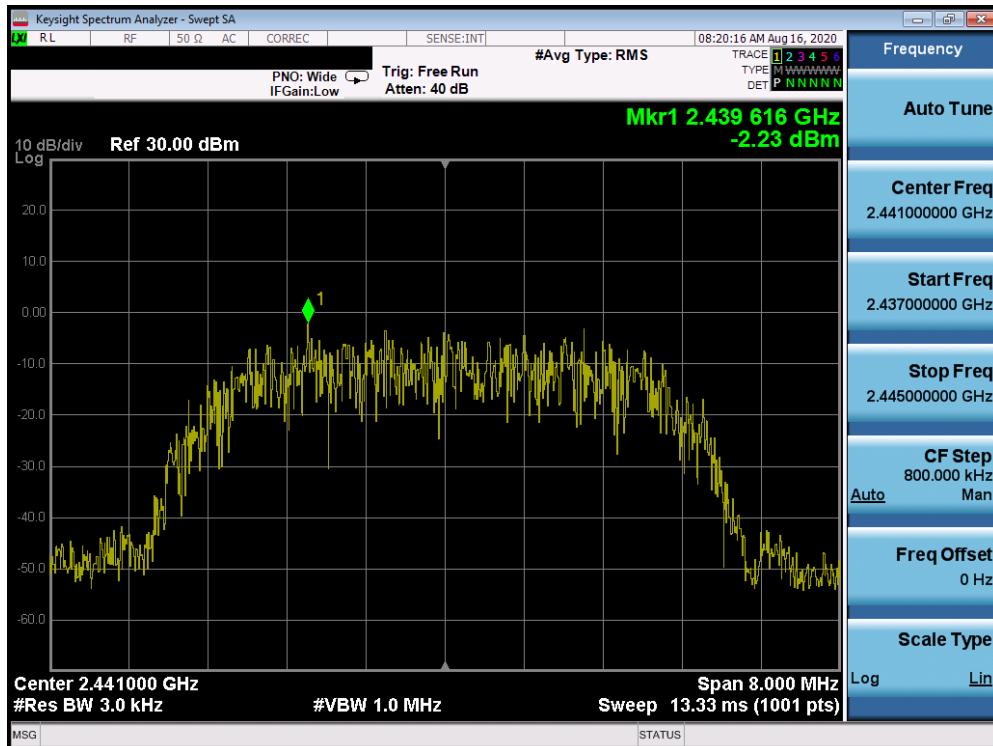 Keysight Spectrum Analyzer - Swept SA
LXI RL RF 50 Ω AC CORREC SENSE:INT 08:20:16 AM Aug 16, 2020
#Avg Type: RMS TRACE 1 2 3 4 5 6
PNO: Wide Trig: Free Run TYPE M W W W W W
IFGain:Low Atten: 40 dB DET P N N N N N
Mkr1 2.439 616 GHz
-2.23 dBm
10 dB/div Ref 30.00 dBm
Log
20.0
10.0
0.00
1
-10.0
-20.0
-30.0
-40.0
-50.0
-60.0
Center 2.441000 GHz Span 8.000 MHz
#Res BW 3.0 kHz #VBW 1.0 MHz Sweep 13.33 ms (1001 pts)
MSG STATUS
Frequency
Auto Tune
Center Freq
2.441000000 GHz
Start Freq
2.437000000 GHz
Stop Freq
2.445000000 GHz
CF Step
800.000 kHz
Auto Man
Freq Offset
0 Hz
Scale Type
Log Lin